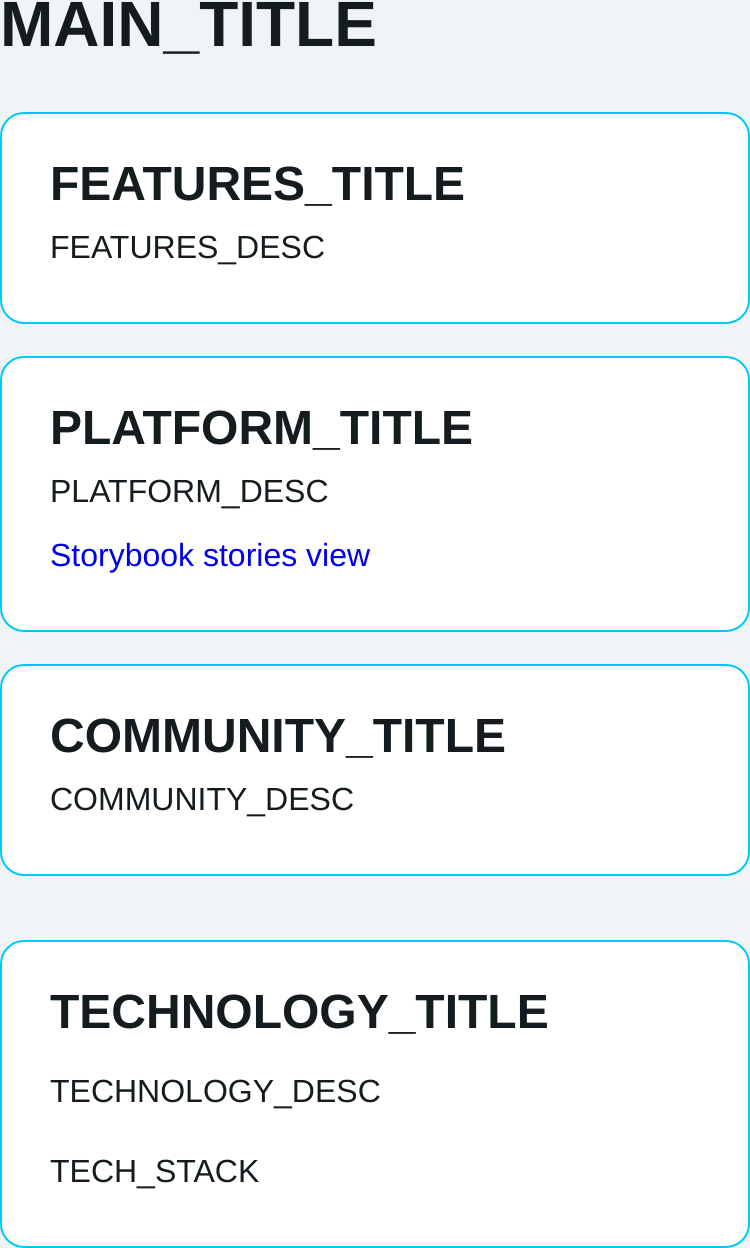 MAIN_TITLE
FEATURES_TITLE
FEATURES_DESC
PLATFORM_TITLE
PLATFORM_DESC
Storybook stories view
COMMUNITY_TITLE
COMMUNITY_DESC
TECHNOLOGY_TITLE
TECHNOLOGY_DESC
TECH_STACK